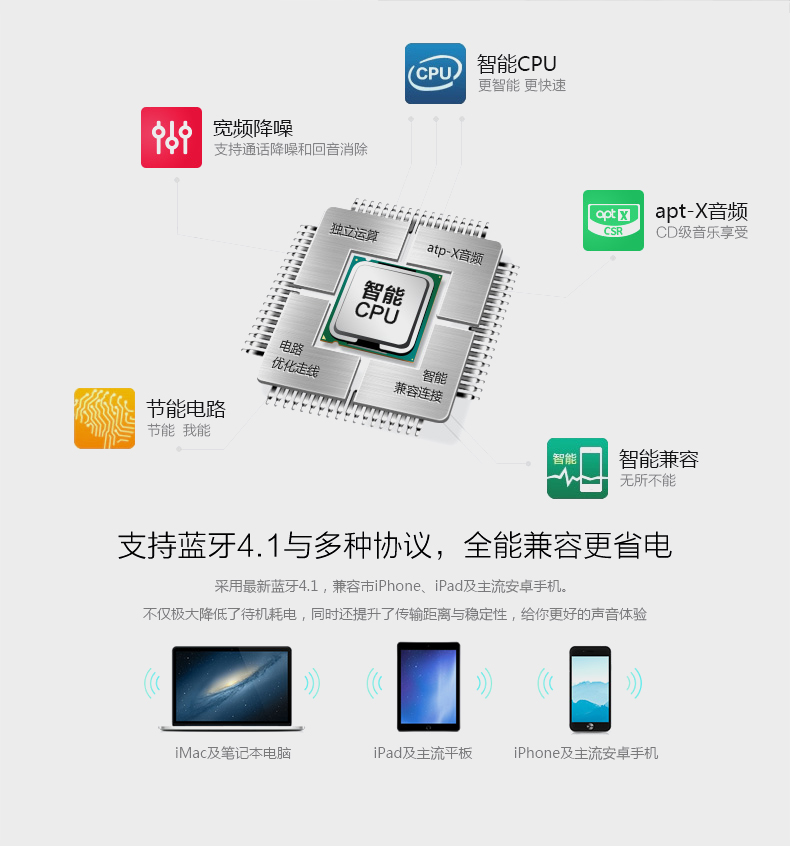 CPU
智能CPU
更智能 更快速
宽频降噪
支持通话降噪和回音消除
apt X
CSR
apt-X音频
CD级音乐享受
独立运算
atp-X音频
智能
CPU
电路
优化走线
智能
兼容连接
节能电路
节能 我能
智能
智能兼容
无所不能
支持蓝牙4.1与多种协议，全能兼容更省电
采用最新蓝牙4.1，兼容市iPhone、iPad及主流安卓手机。
不仅极大降低了待机耗电，同时还提升了传输距离与稳定性，给你更好的声音体验
iMac及笔记本电脑
iPad及主流平板
iPhone及主流安卓手机